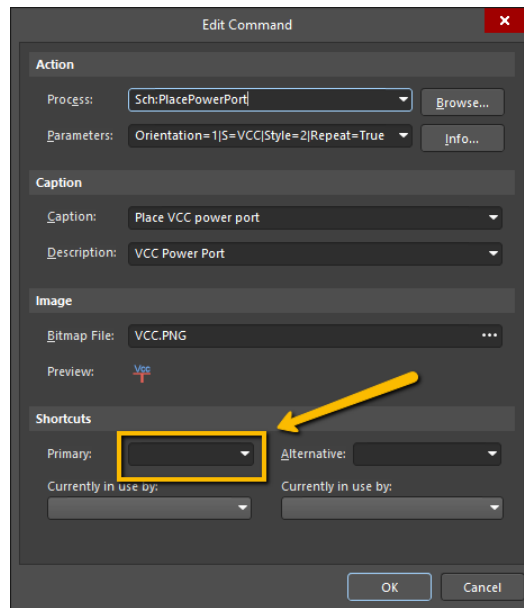 Edit Command
Action
Process: Sch:PlacePowerPort Browse...
Parameters: Orientation=1|S=VCC|Style=2|Repeat=True Info...
Caption
Caption: Place VCC power port
Description: VCC Power Port
Image
Bitmap File: VCC.PNG ...
Preview: Vcc
Shortcuts
Primary: Alternative:
Currently in use by: Currently in use by:
OK Cancel